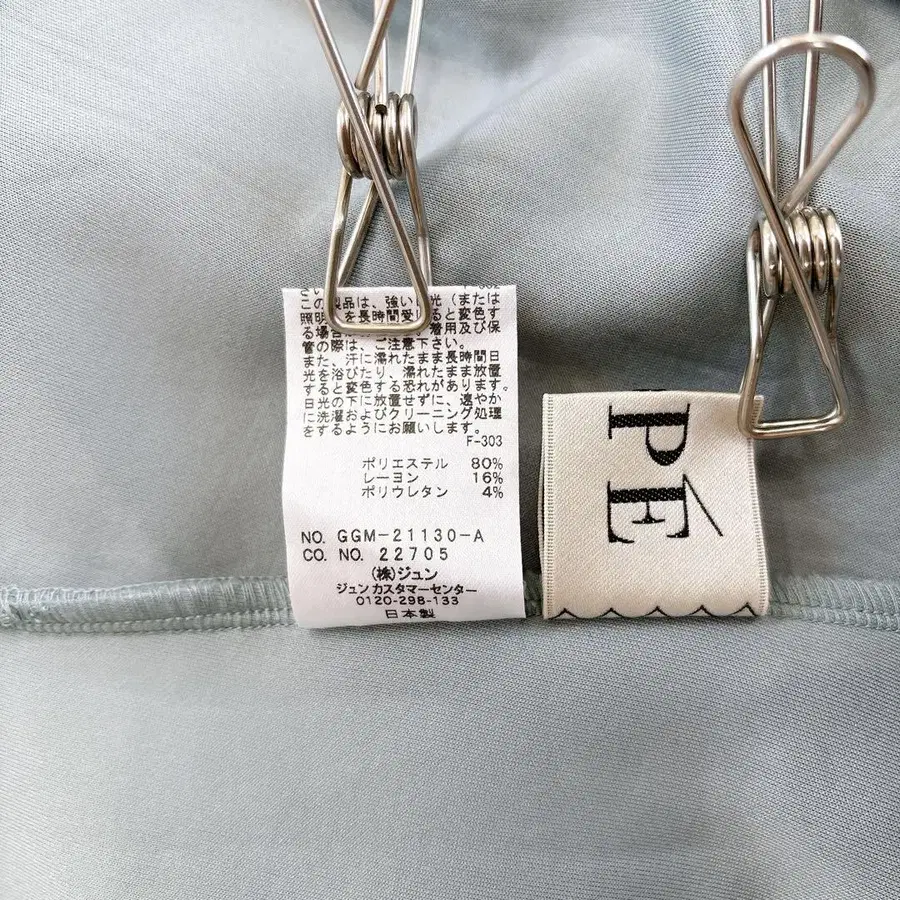 この製品は、強い光(または
照明)を長時間受けると変色す
る場合 着用及び保
管の際は、ご注意下さい。
また、汗に濡れたまま長時間日
光を浴びたり、濡れたまま放置
すると変色する恐れがあります。
日光の下に放置せずに、速やか
に洗濯およびクリーニング処理
をするようにお願いします。
F-303
ポリエステル 80%
レーヨン 16%
ポリウレタン 4%
NO. GGM-21130-A
CO. NO. 22705
(株)ジュン
ジュンカスタマーセンター
0120-298-133
日本製
PÉ